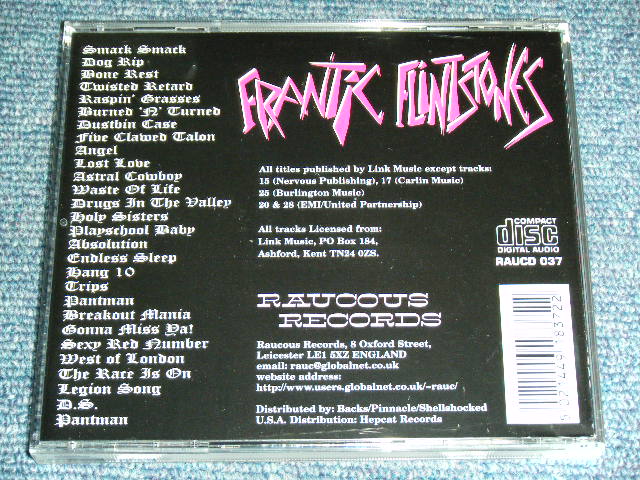 Smack Smack
Dog Rip
Bone Rest
Twisted Retard
Raspin' Grasses
Burned 'N' Turned
Dustbin Case
Five Clawed Talon
Angel
Lost Love
Astral Cowboy
Waste Of Life
Drugs In The Valley
Holy Sisters
Playschool Baby
Absolution
Endless Sleep
Hang 10
Trips
Pantman
Breakout Mania
Gonna Miss Ya!
Sexy Red Number
West of London
The Race Is On
Legion Song
D.S.
Pantman
FRANTIC FLINTSTONES
All titles published by Link Music except tracks:
15 (Nervous Publishing), 17 (Carlin Music)
25 (Burlington Music)
20 & 28 (EMI/United Partnership)
All tracks Licensed from:
Link Music, PO Box 184,
Ashford, Kent TN24 0ZS.
COMPACT
disc
DIGITAL AUDIO
RAUCD 037
RAUCOUS
RECORDS
Raucous Records, 8 Oxford Street,
Leicester LE1 5XZ ENGLAND
email: rauc@globalnet.co.uk
website address:
http://www.users.globalnet.co.uk/~rauc/
Distributed by: Backs/Pinnacle/Shellshocked
U.S.A. Distribution: Hepcat Records